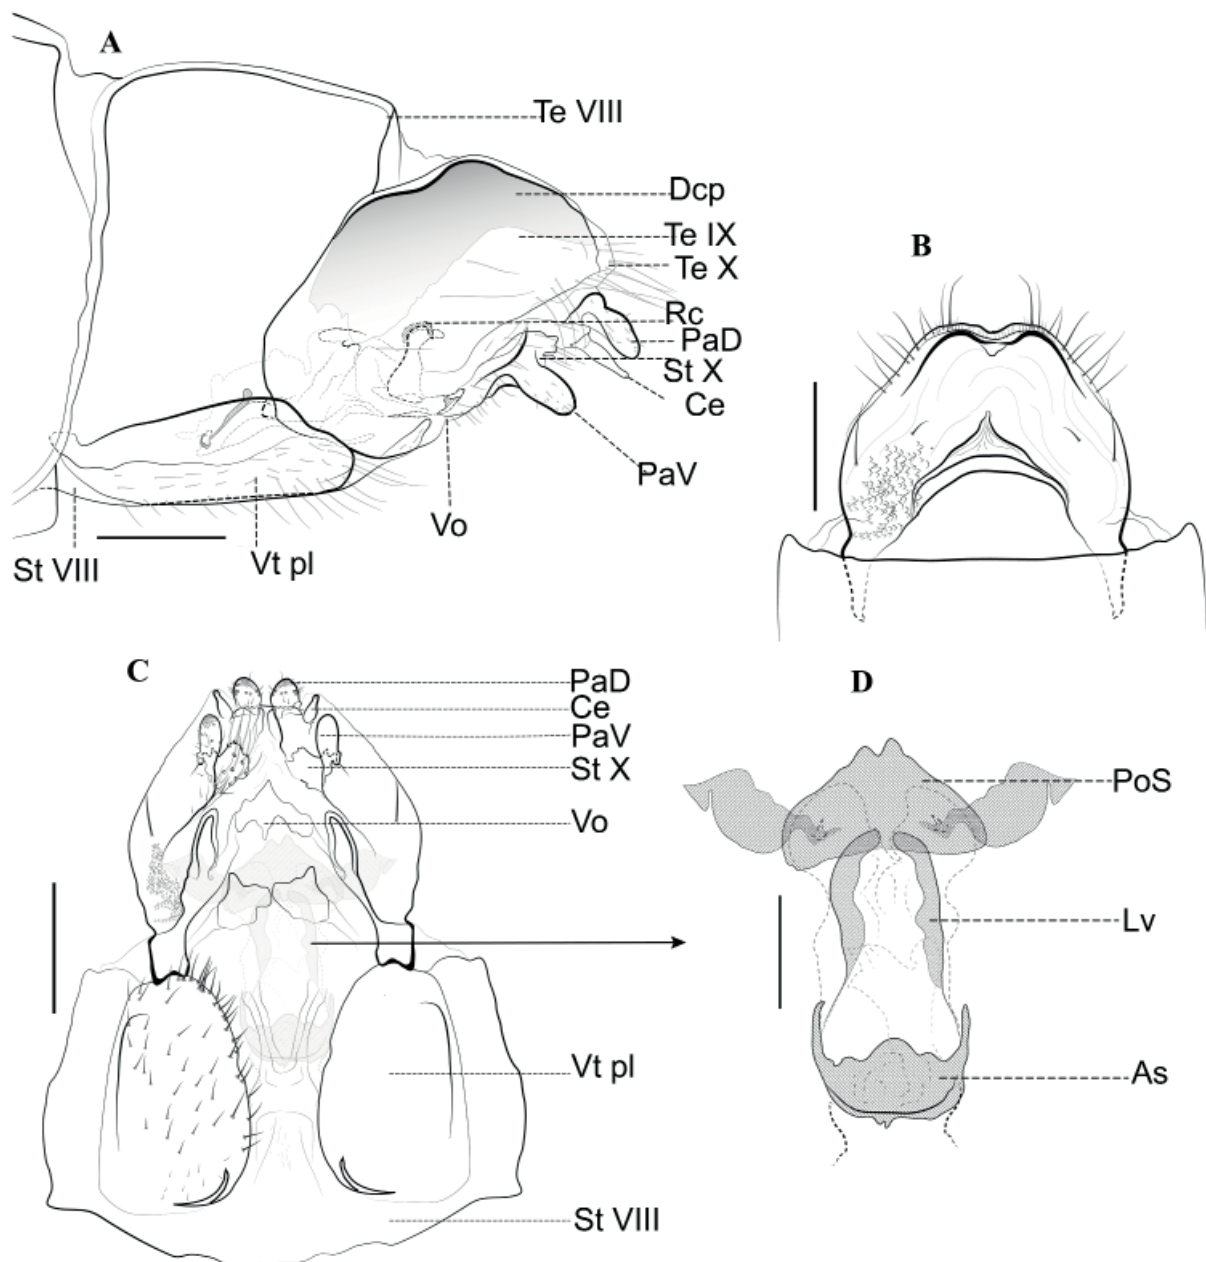 A
Te VIII
Dcp
Te IX
Te X
Rc
PaD
St X
Ce
PaV
Vo
St VIII
Vt pl
B
C
PaD
Ce
PaV
St X
Vo
Vt pl
St VIII
D
PoS
Lv
As